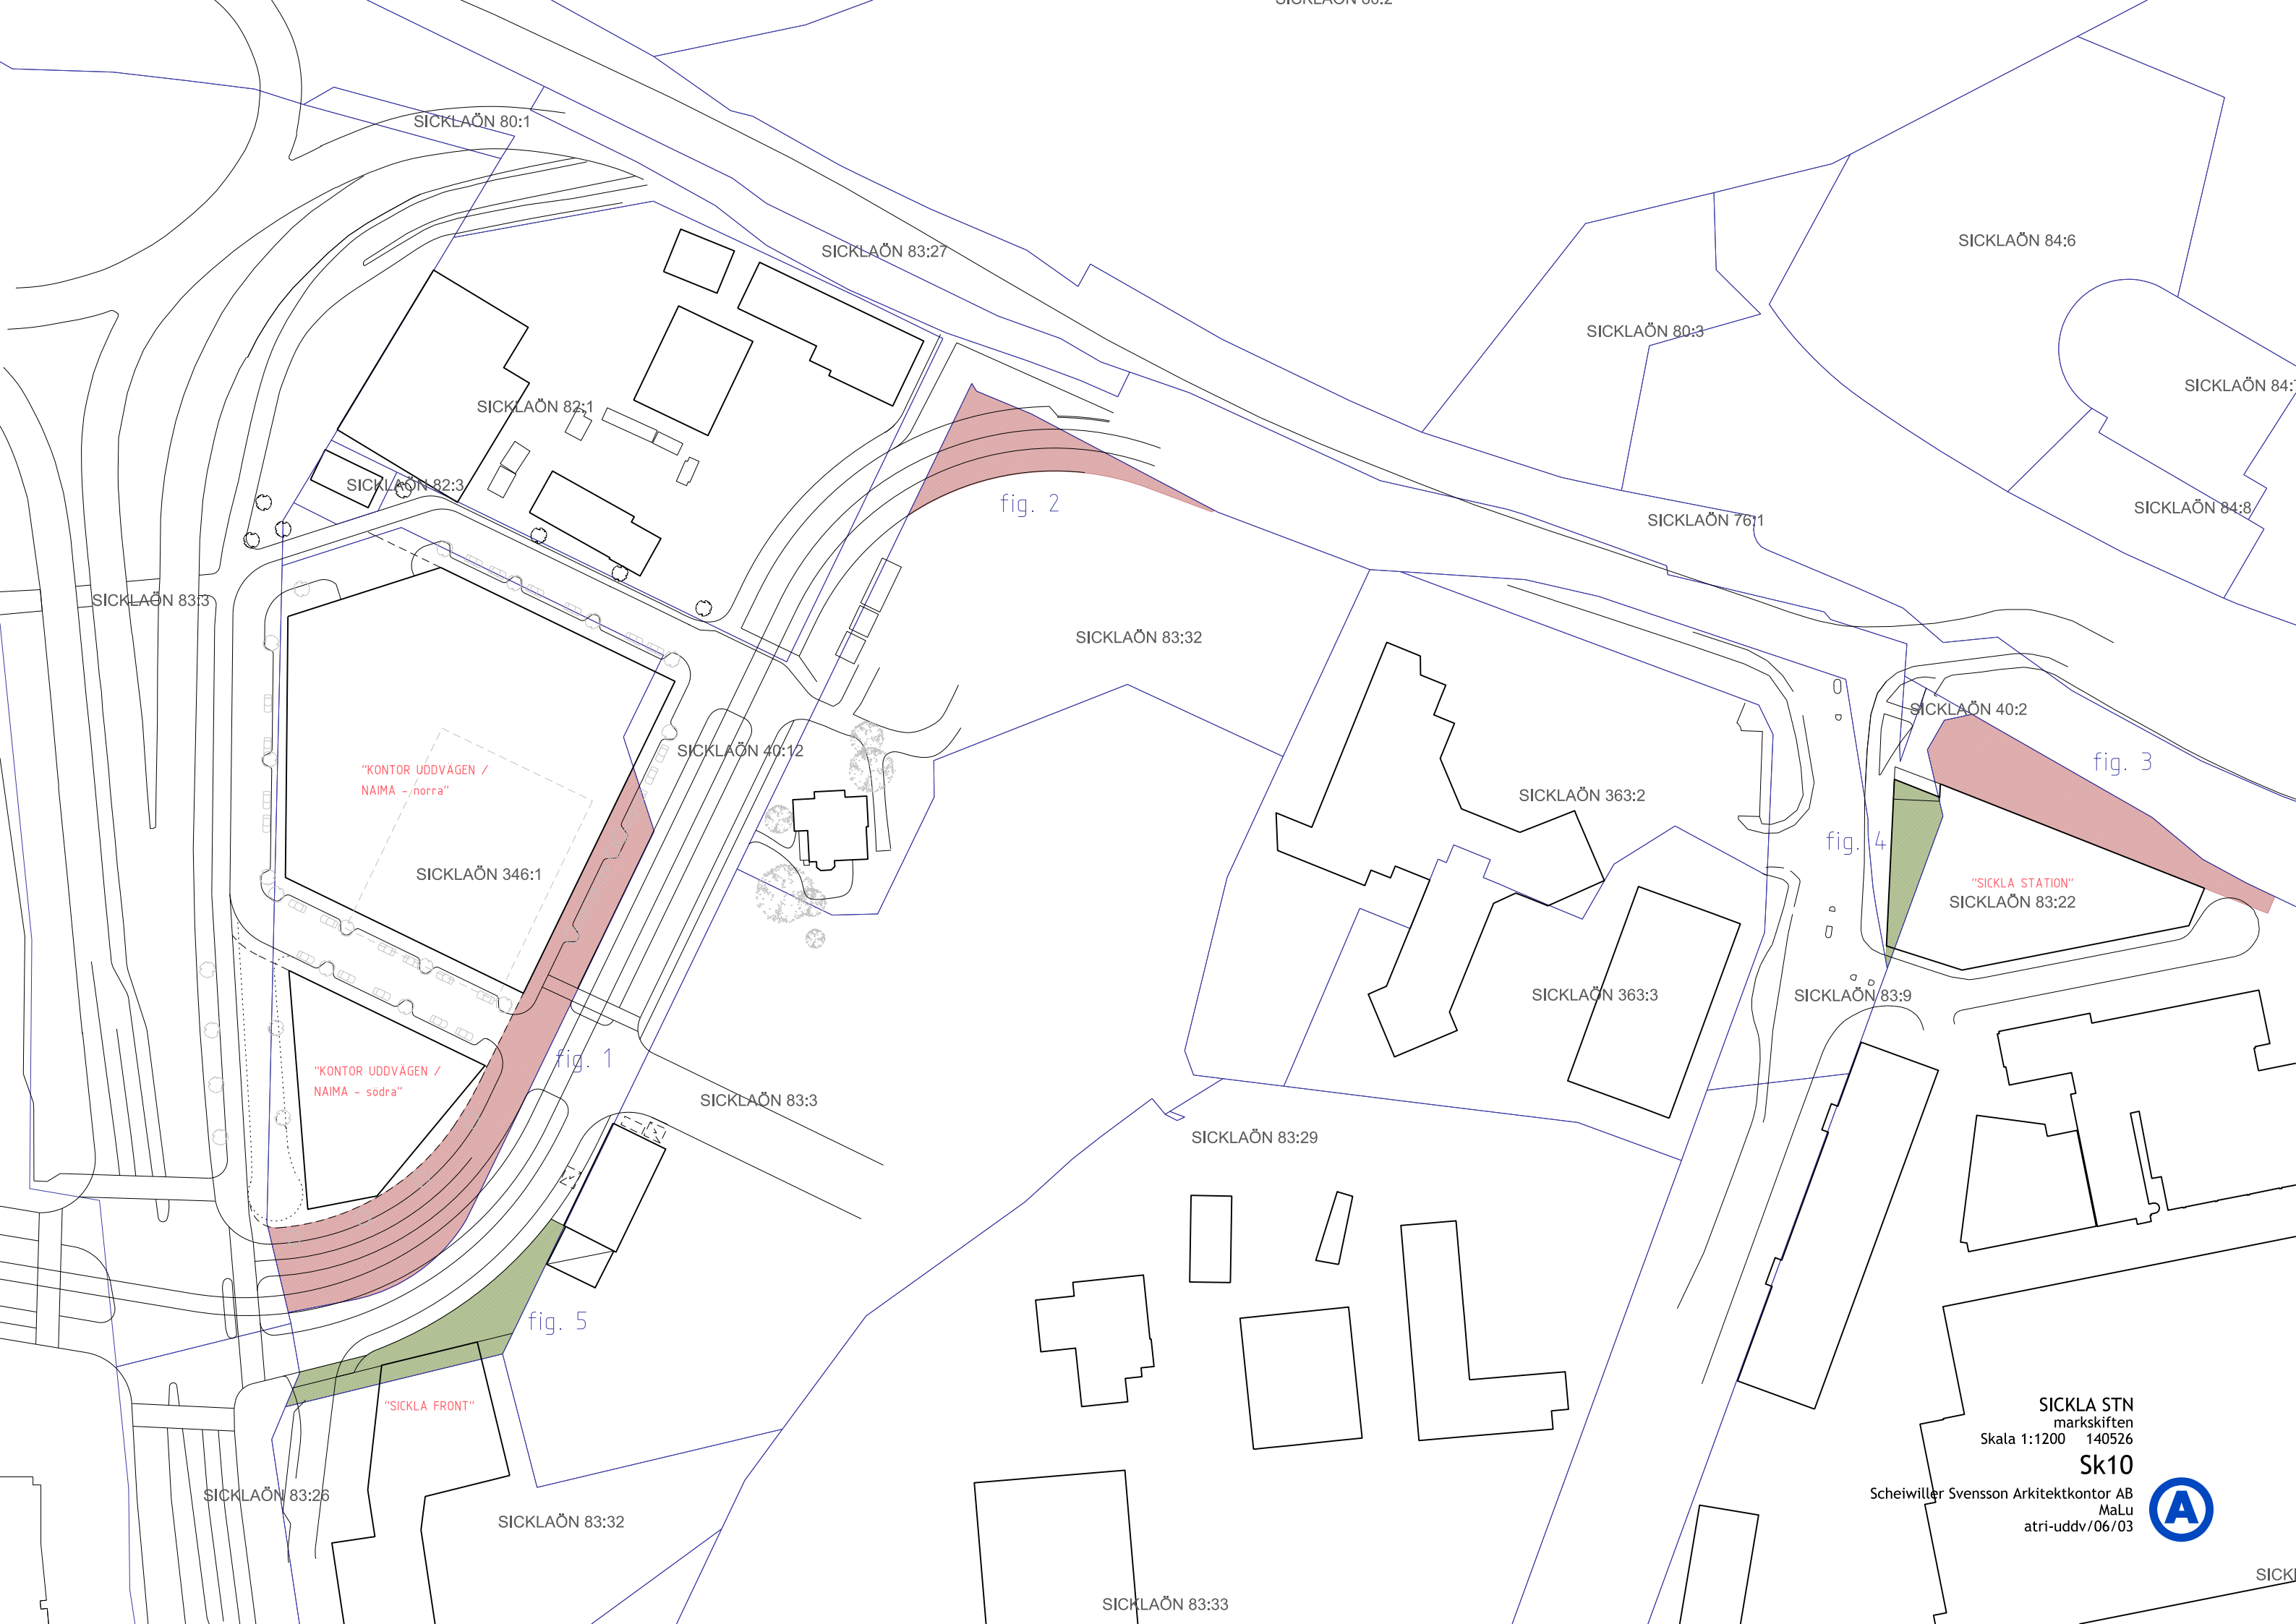 SICKLAÖN 80:1
SICKLAÖN 83:27
SICKLAÖN 84:6
SICKLAÖN 80:3
SICKLAÖN 82:1
SICKLAÖN 82:3
fig. 2
SICKLAÖN 84:8
SICKLAÖN 76:1
SICKLAÖN 83:3
SICKLAÖN 83:32
SICKLAÖN 40:2
SICKLAÖN 40:12
fig. 3
"KONTOR UDDVÄGEN /
NAIMA - norra"
SICKLAÖN 363:2
fig. 4
SICKLAÖN 346:1
"SICKLA STATION"
SICKLAÖN 83:22
SICKLAÖN 363:3
SICKLAÖN 83:9
fig. 1
"KONTOR UDDVÄGEN /
NAIMA - södra"
SICKLAÖN 83:3
SICKLAÖN 83:29
fig. 5
"SICKLA FRONT"
SICKLAÖN 83:26
SICKLAÖN 83:32
SICKLAÖN 83:33
SICKLA STN
markskiften
Skala 1:1200 140526
Sk10
Scheiwiller Svensson Arkitektkontor AB
MaLu
atri-uddv/06/03
A